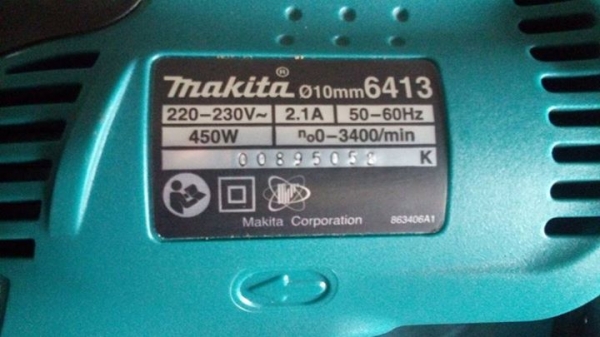 makita® Ø10mm 6413
220-230V~ 2.1A 50-60Hz
450W n₀0-3400/min
00895052 K
Makita Corporation 863406A1